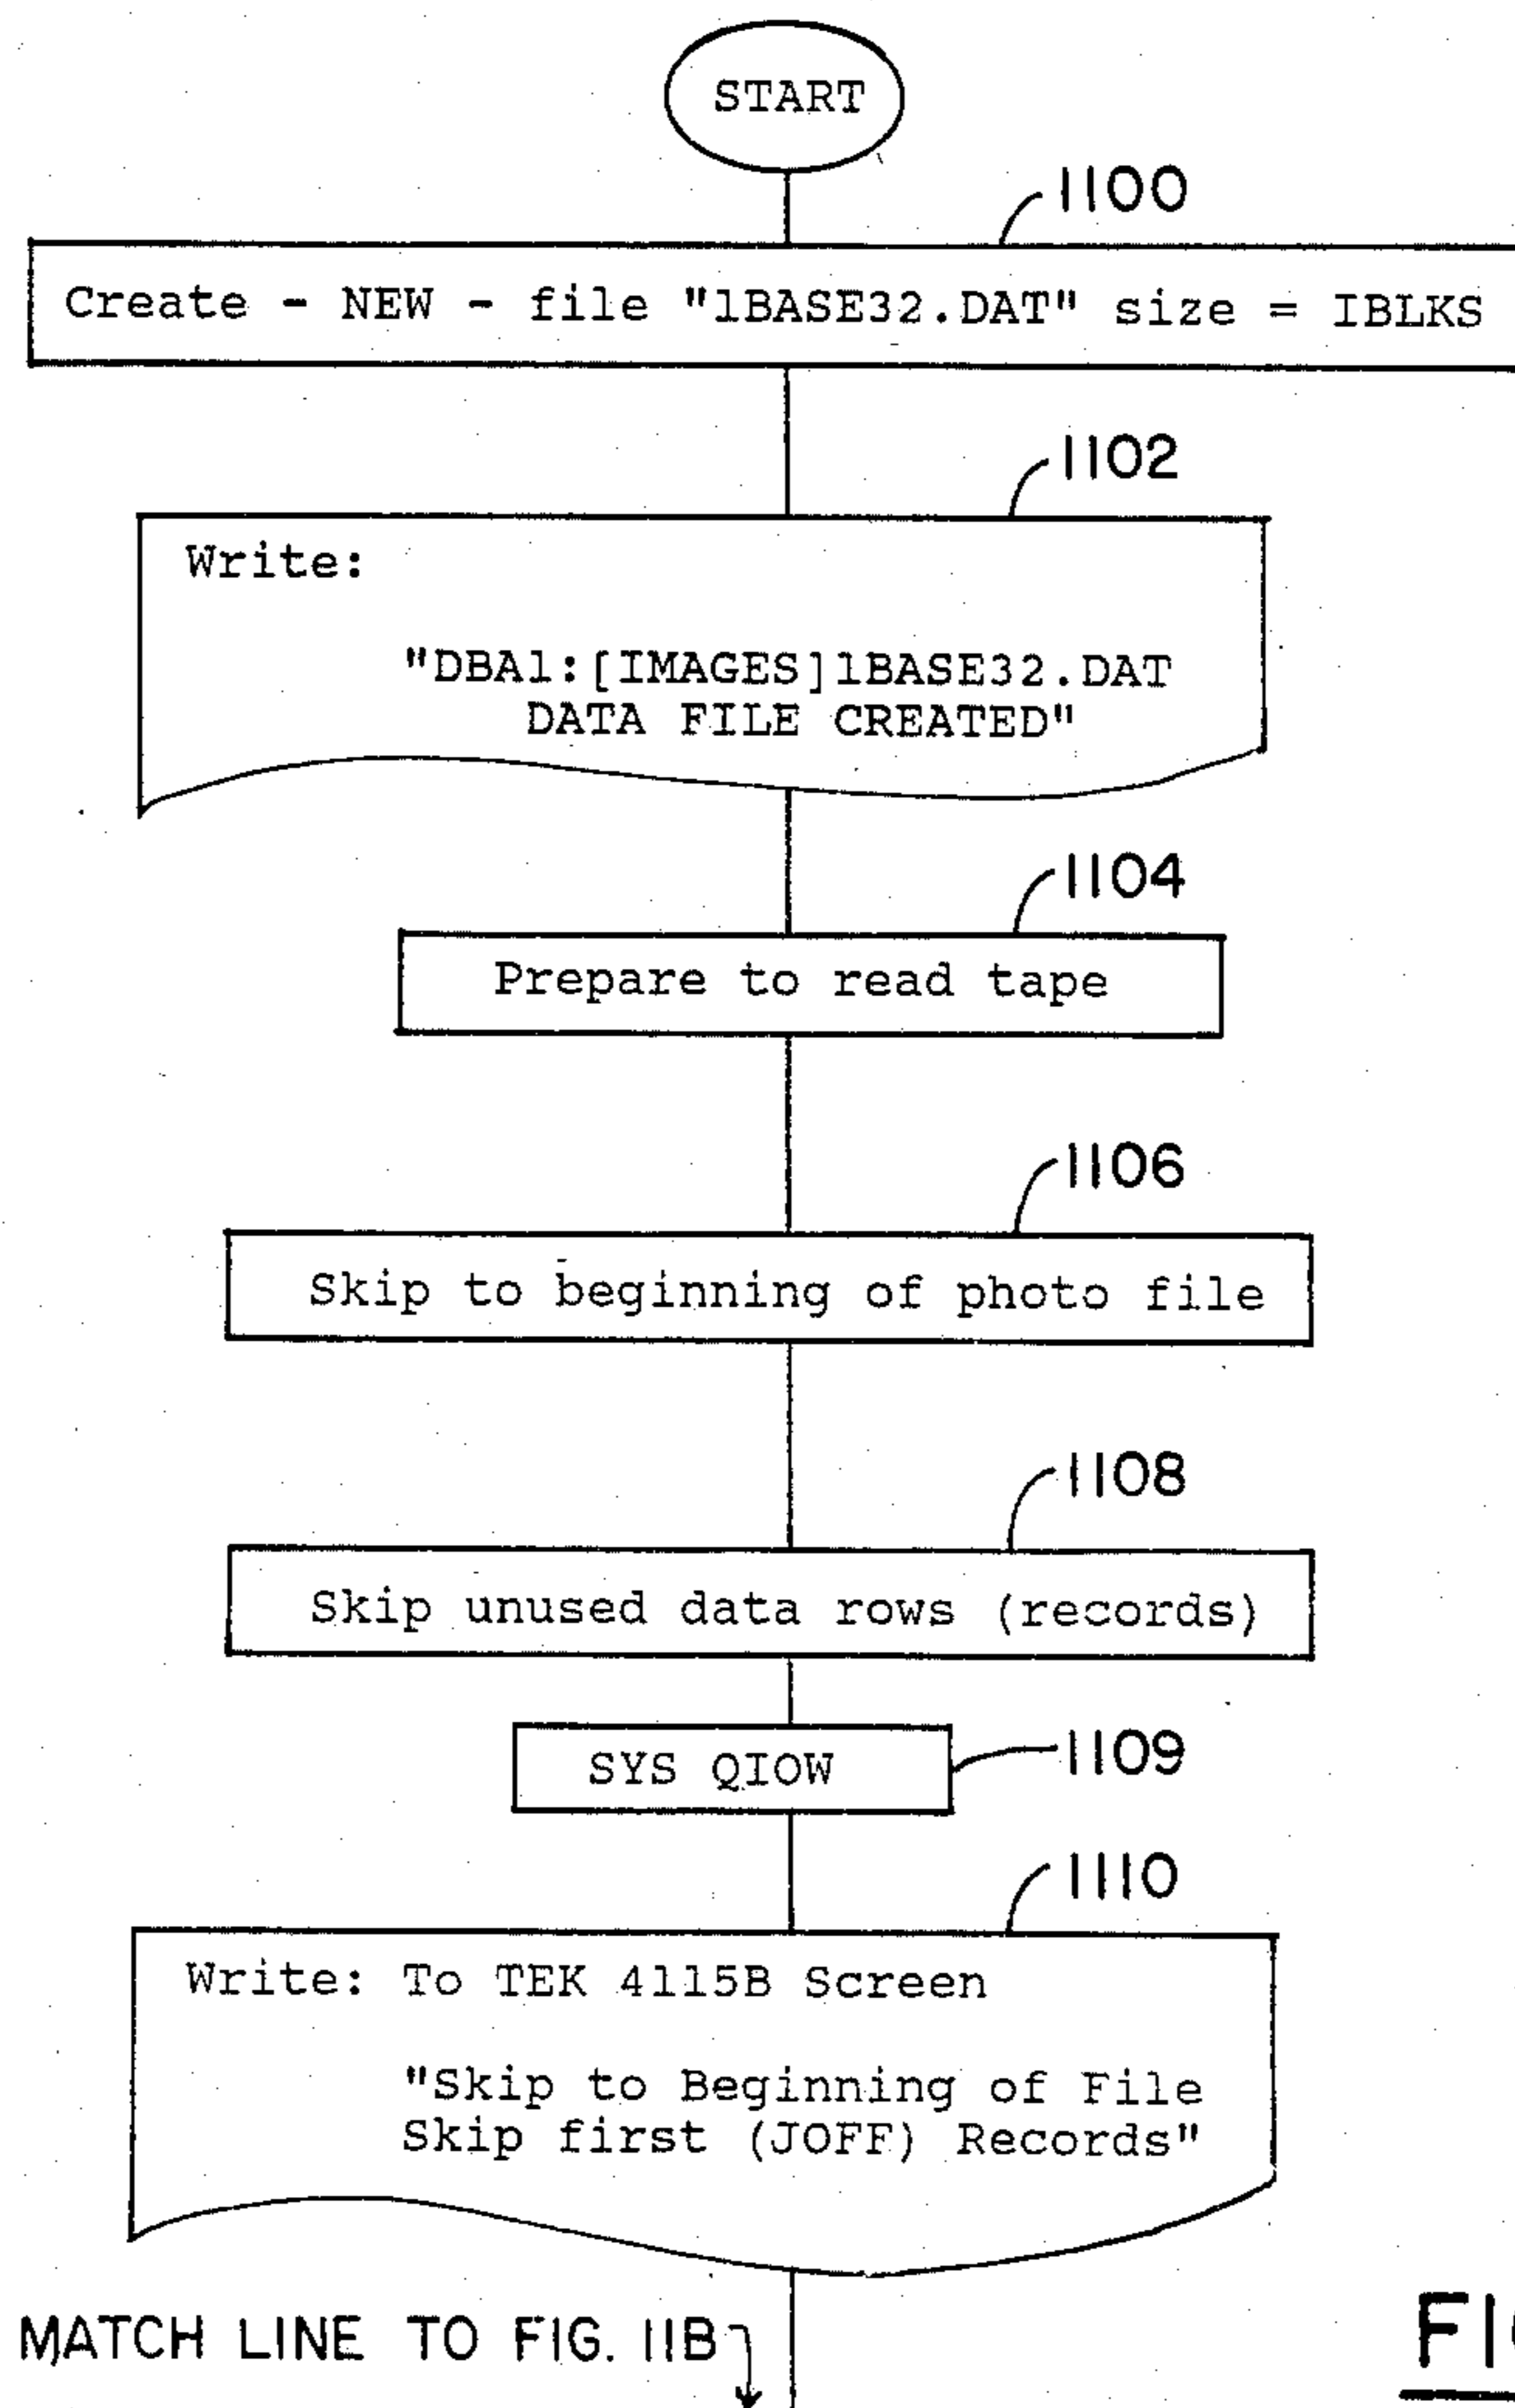 START
1100
Create - NEW - file "1BASE32.DAT" size = IBLKS
1102
Write:
"DBA1:[IMAGES]1BASE32.DAT
DATA FILE CREATED"
1104
Prepare to read tape
1106
Skip to beginning of photo file
1108
Skip unused data rows (records)
SYS QIOW
1109
1110
Write: To TEK 4115B Screen
"Skip to Beginning of File
Skip first (JOFF) Records"
MATCH LINE TO FIG. 11B